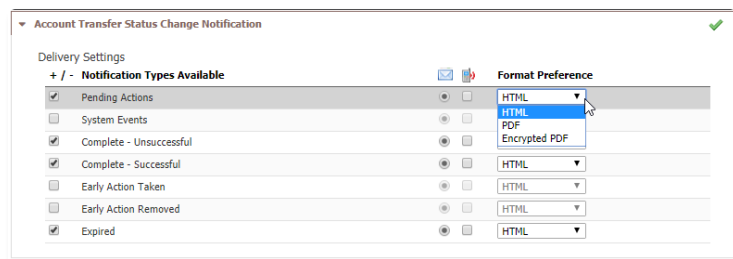 Account Transfer Status Change Notification
Delivery Settings
+ / - Notification Types Available Format Preference
Pending Actions HTML
System Events HTML
PDF
Complete - Unsuccessful Encrypted PDF
Complete - Successful HTML
Early Action Taken HTML
Early Action Removed HTML
Expired HTML